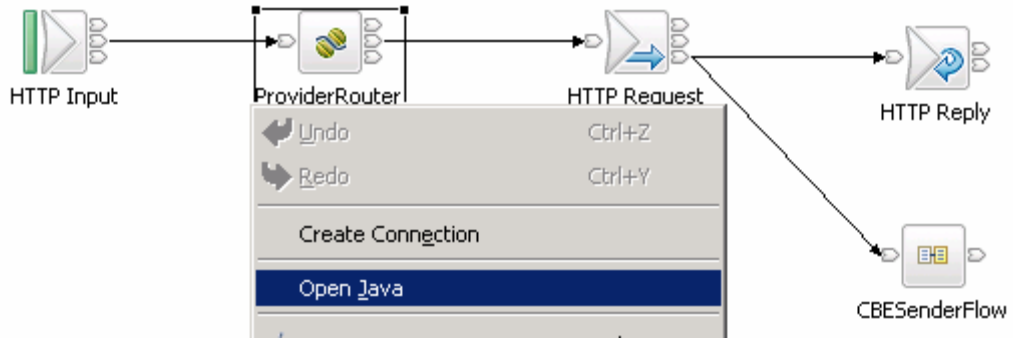 HTTP Input
ProviderRouter
HTTP Request
HTTP Reply
Undo Ctrl+Z
Redo Ctrl+Y
Create Connection
Open Java
CBESenderFlow